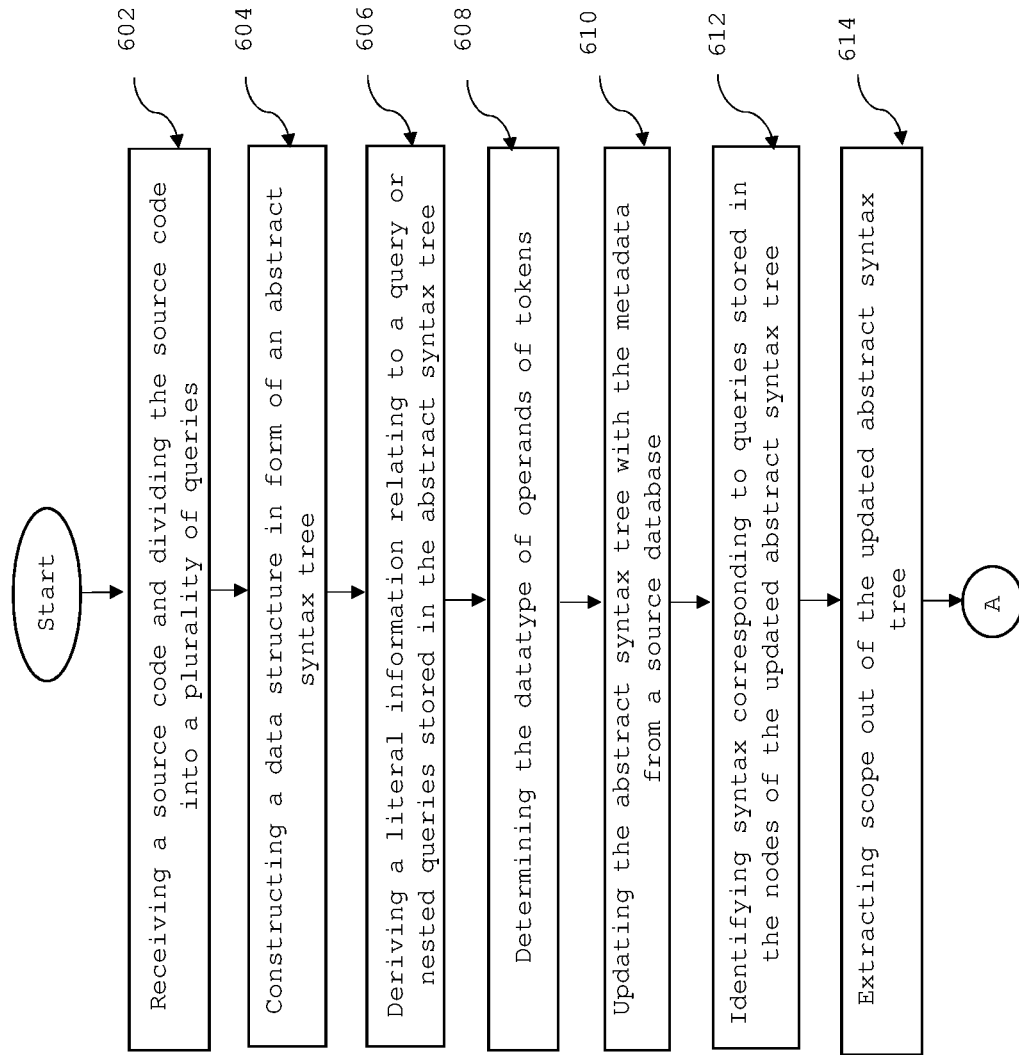 Start
602
Receiving a source code and dividing the source code
into a plurality of queries
604
Constructing a data structure in form of an abstract
syntax tree
606
Deriving a literal information relating to a query or
nested queries stored in the abstract syntax tree
608
Determining the datatype of operands of tokens
610
Updating the abstract syntax tree with the metadata
from a source database
612
Identifying syntax corresponding to queries stored in
the nodes of the updated abstract syntax tree
614
Extracting scope out of the updated abstract syntax
tree
A